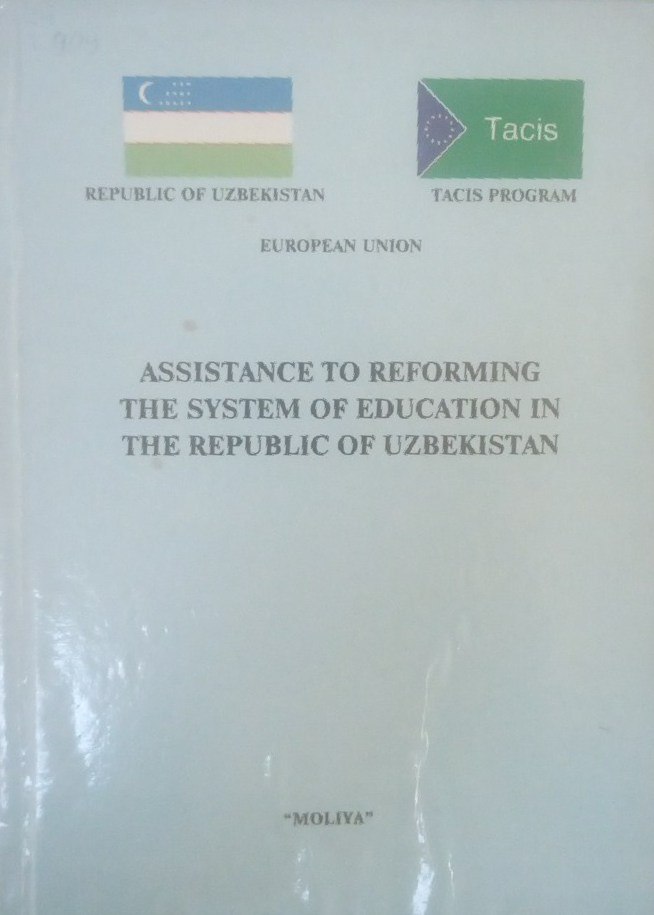 Tacis
REPUBLIC OF UZBEKISTAN
TACIS PROGRAM
EUROPEAN UNION
ASSISTANCE TO REFORMING
THE SYSTEM OF EDUCATION IN
THE REPUBLIC OF UZBEKISTAN
“MOLIYA”